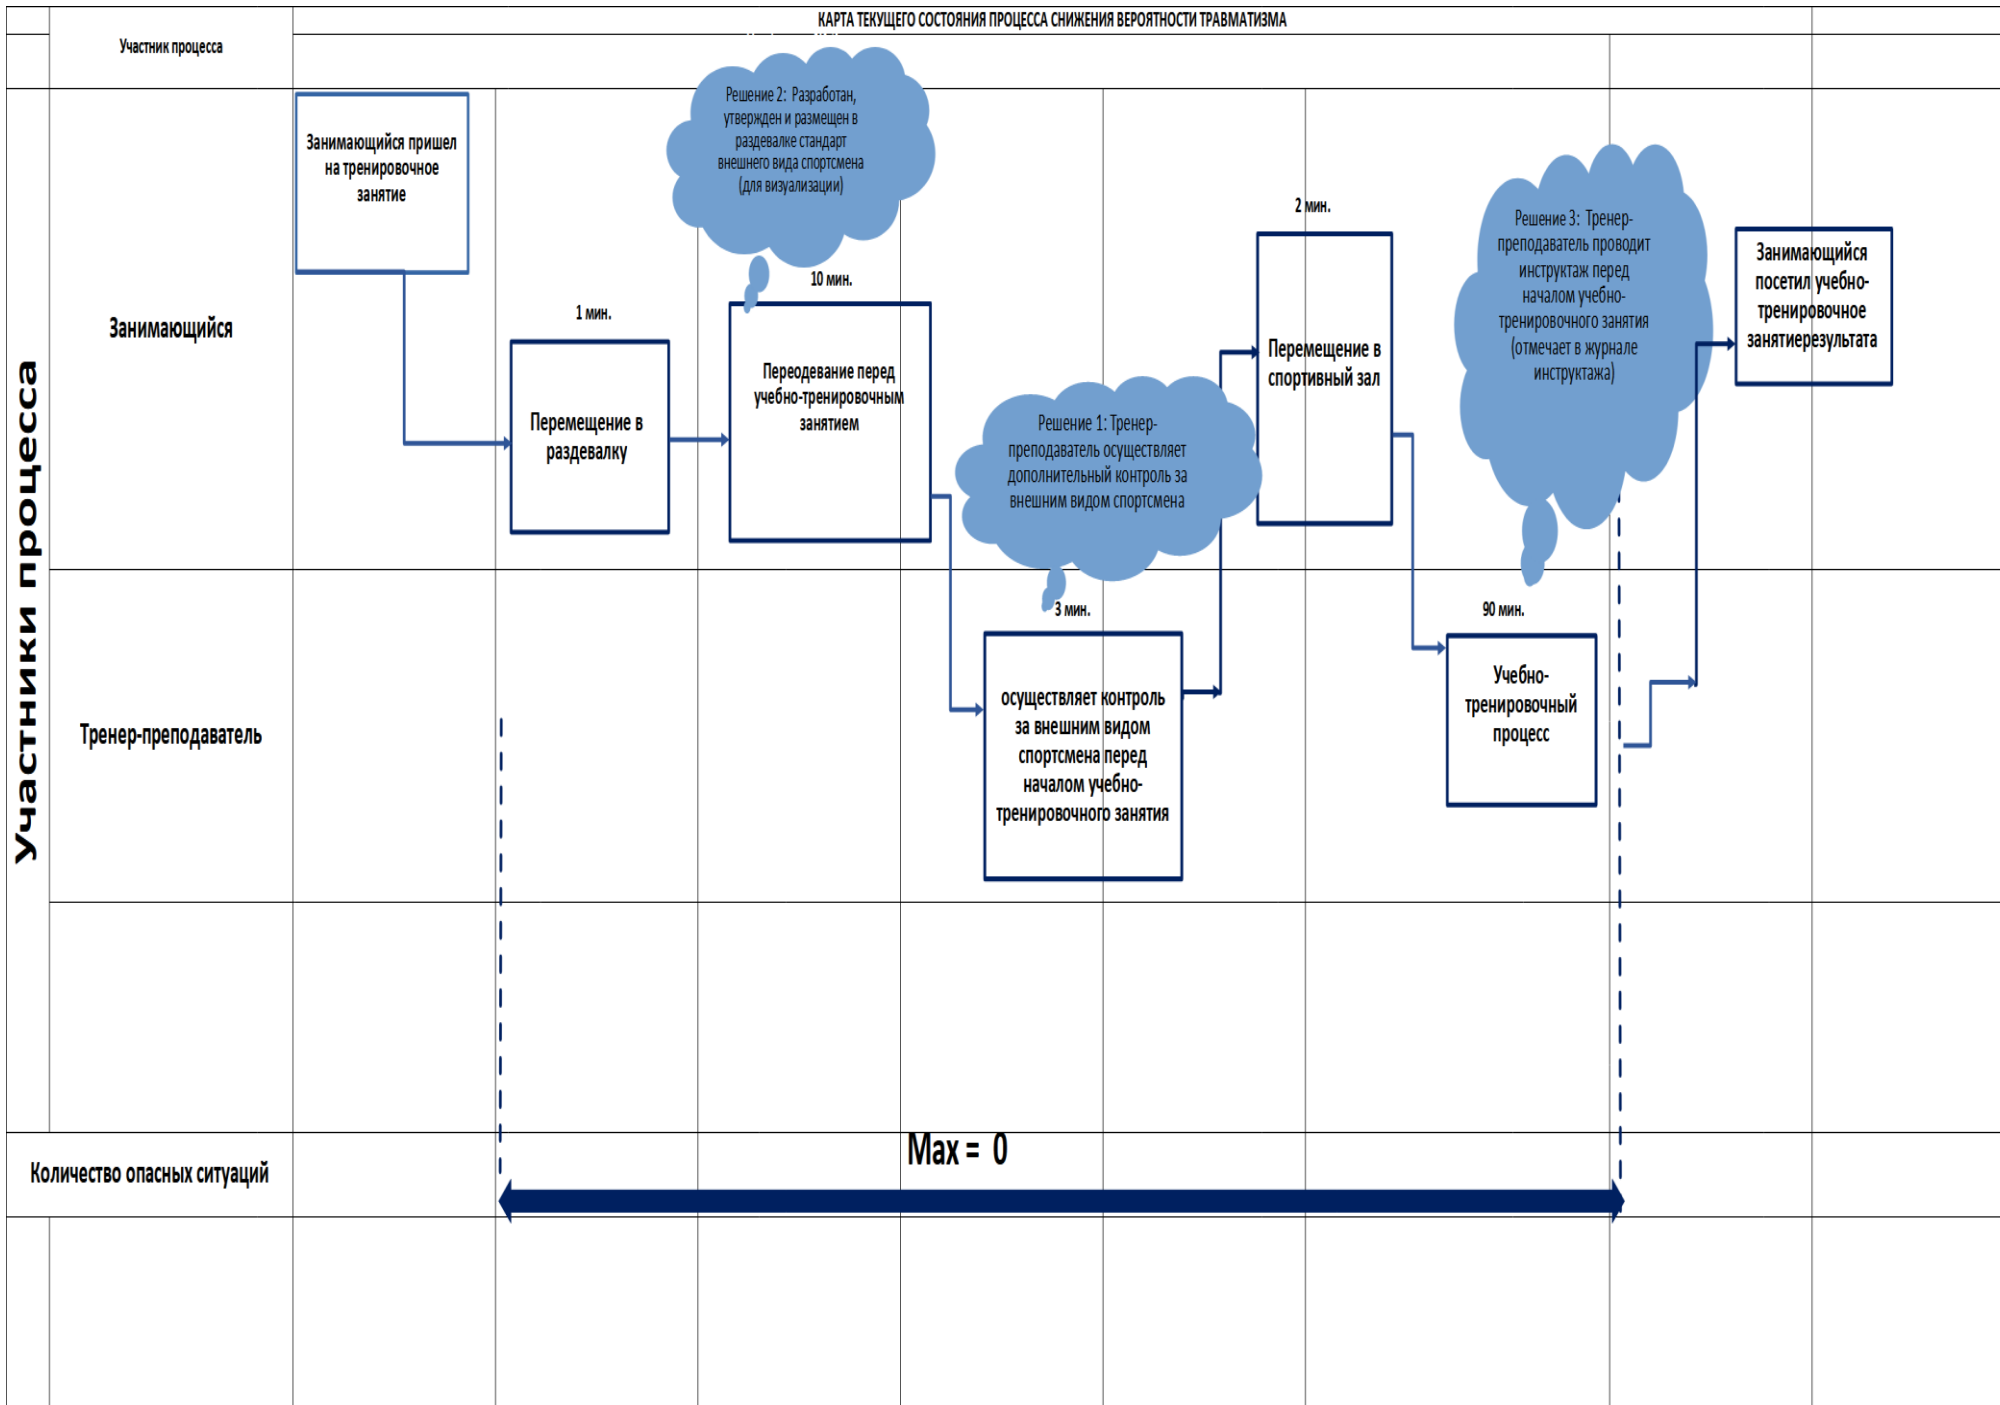 КАРТА ТЕКУЩЕГО СОСТОЯНИЯ ПРОЦЕССА СНИЖЕНИЯ ВЕРОЯТНОСТИ ТРАВМАТИЗМА
Участник процесса
Участники процесса
Занимающийся
Занимающийся пришел
на тренировочное
занятие
1 мин.
Перемещение в
раздевалку
Решение 2: Разработан,
утвержден и размещен в
раздевалке стандарт
внешнего вида спортсмена
(для визуализации)
10 мин.
Переодевание перед
учебно-тренировочным
занятием
Решение 1: Тренер-
преподаватель осуществляет
дополнительный контроль за
внешним видом спортсмена
2 мин.
Перемещение в
спортивный зал
Решение 3: Тренер-
преподаватель проводит
инструктаж перед
началом учебно-
тренировочного занятия
(отмечает в журнале
инструктажа)
Занимающийся
посетил учебно-
тренировочное
занятиерезультата
Тренер-преподаватель
3 мин.
осуществляет контроль
за внешним видом
спортсмена перед
началом учебно-
тренировочного занятия
90 мин.
Учебно-
тренировочный
процесс
Количество опасных ситуаций
Max = 0